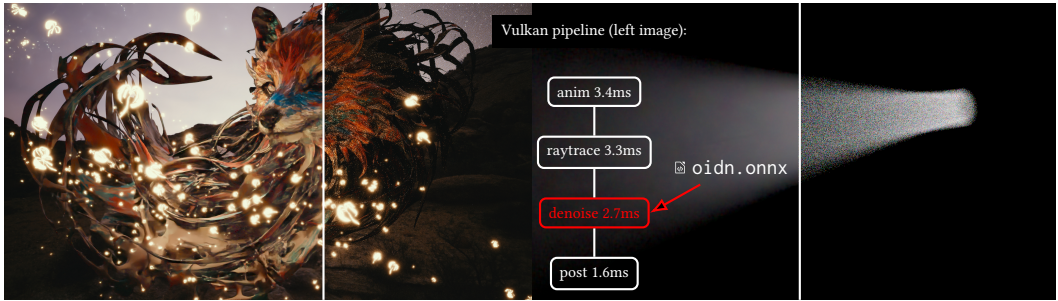 Vulkan pipeline (left image):
anim 3.4ms
raytrace 3.3ms
oidn.onnx
denoise 2.7ms
post 1.6ms